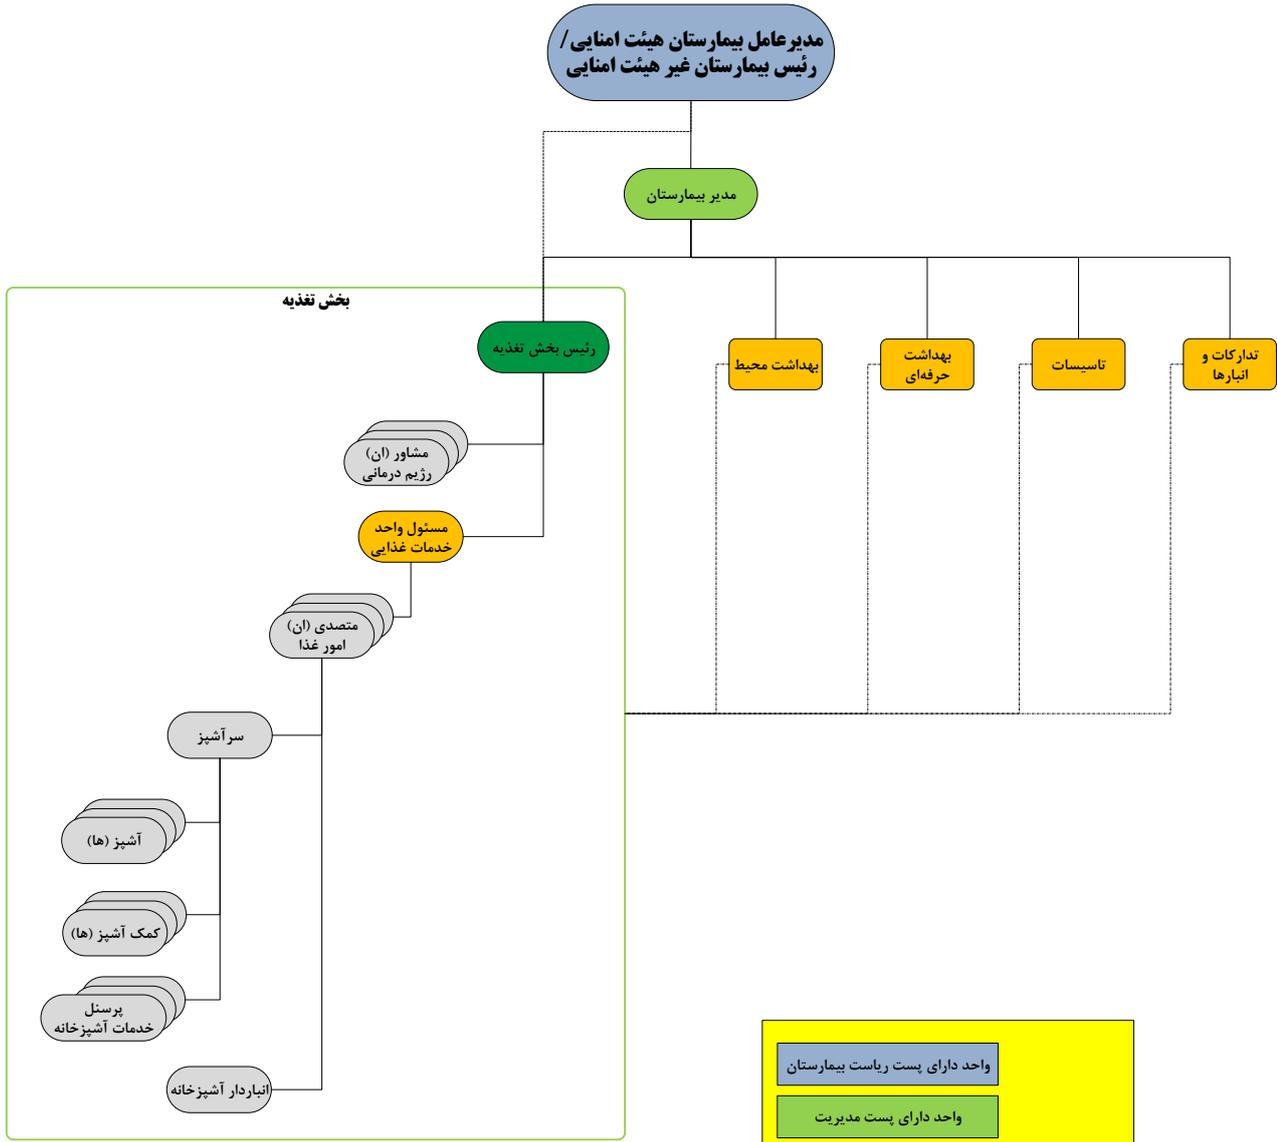 مدیرعامل بیمارستان هیئت امنایی/
رئیس بیمارستان غیر هیئت امنایی
مدیر بیمارستان
بخش تغذیه
رئیس بخش تغذیه
تدارکات و
انبارها
تاسیسات
بهداشت
حرفه‌ای
بهداشت محیط
مشاور (ان)
رژیم درمانی
مسئول واحد
خدمات غذایی
متصدی (ان)
امور غذا
سرآشپز
آشپز (ها)
کمک آشپز (ها)
پرسنل
خدمات آشپزخانه
انباردار آشپزخانه
واحد دارای پست ریاست بیمارستان
واحد دارای پست مدیریت